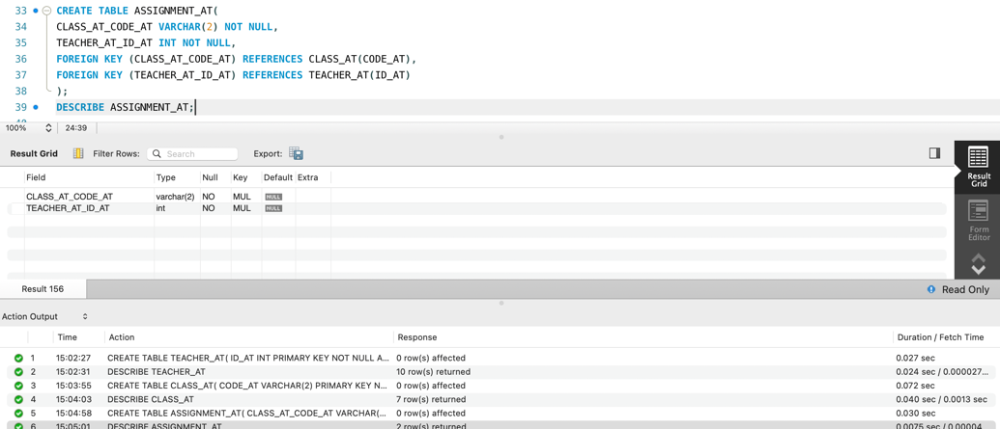 33 CREATE TABLE ASSIGNMENT_AT(
34 CLASS_AT_CODE_AT VARCHAR(2) NOT NULL,
35 TEACHER_AT_ID_AT INT NOT NULL,
36 FOREIGN KEY (CLASS_AT_CODE_AT) REFERENCES CLASS_AT(CODE_AT),
37 FOREIGN KEY (TEACHER_AT_ID_AT) REFERENCES TEACHER_AT(ID_AT)
38 );
39 DESCRIBE ASSIGNMENT_AT;
100% 24:39
Result Grid Filter Rows: Search Export:
Field Type Null Key Default Extra
CLASS_AT_CODE_AT varchar(2) NO MUL NULL
TEACHER_AT_ID_AT int NO MUL NULL
Result
Grid
Form
Editor
Result 156 Read Only
Action Output
Time Action Response Duration / Fetch Time
1 15:02:27 CREATE TABLE TEACHER_AT( ID_AT INT PRIMARY KEY NOT NULL A... 0 row(s) affected 0.027 sec
2 15:02:31 DESCRIBE TEACHER_AT 10 row(s) returned 0.024 sec / 0.000027...
3 15:03:55 CREATE TABLE CLASS_AT( CODE_AT VARCHAR(2) PRIMARY KEY N... 0 row(s) affected 0.072 sec
4 15:04:03 DESCRIBE CLASS_AT 7 row(s) returned 0.040 sec / 0.0013 sec
5 15:04:58 CREATE TABLE ASSIGNMENT_AT( CLASS_AT_CODE_AT VARCHAR(... 0 row(s) affected 0.030 sec
6 15:05:01 DESCRIBE ASSIGNMENT_AT 2 row(s) returned 0.0075 sec / 0.00004...